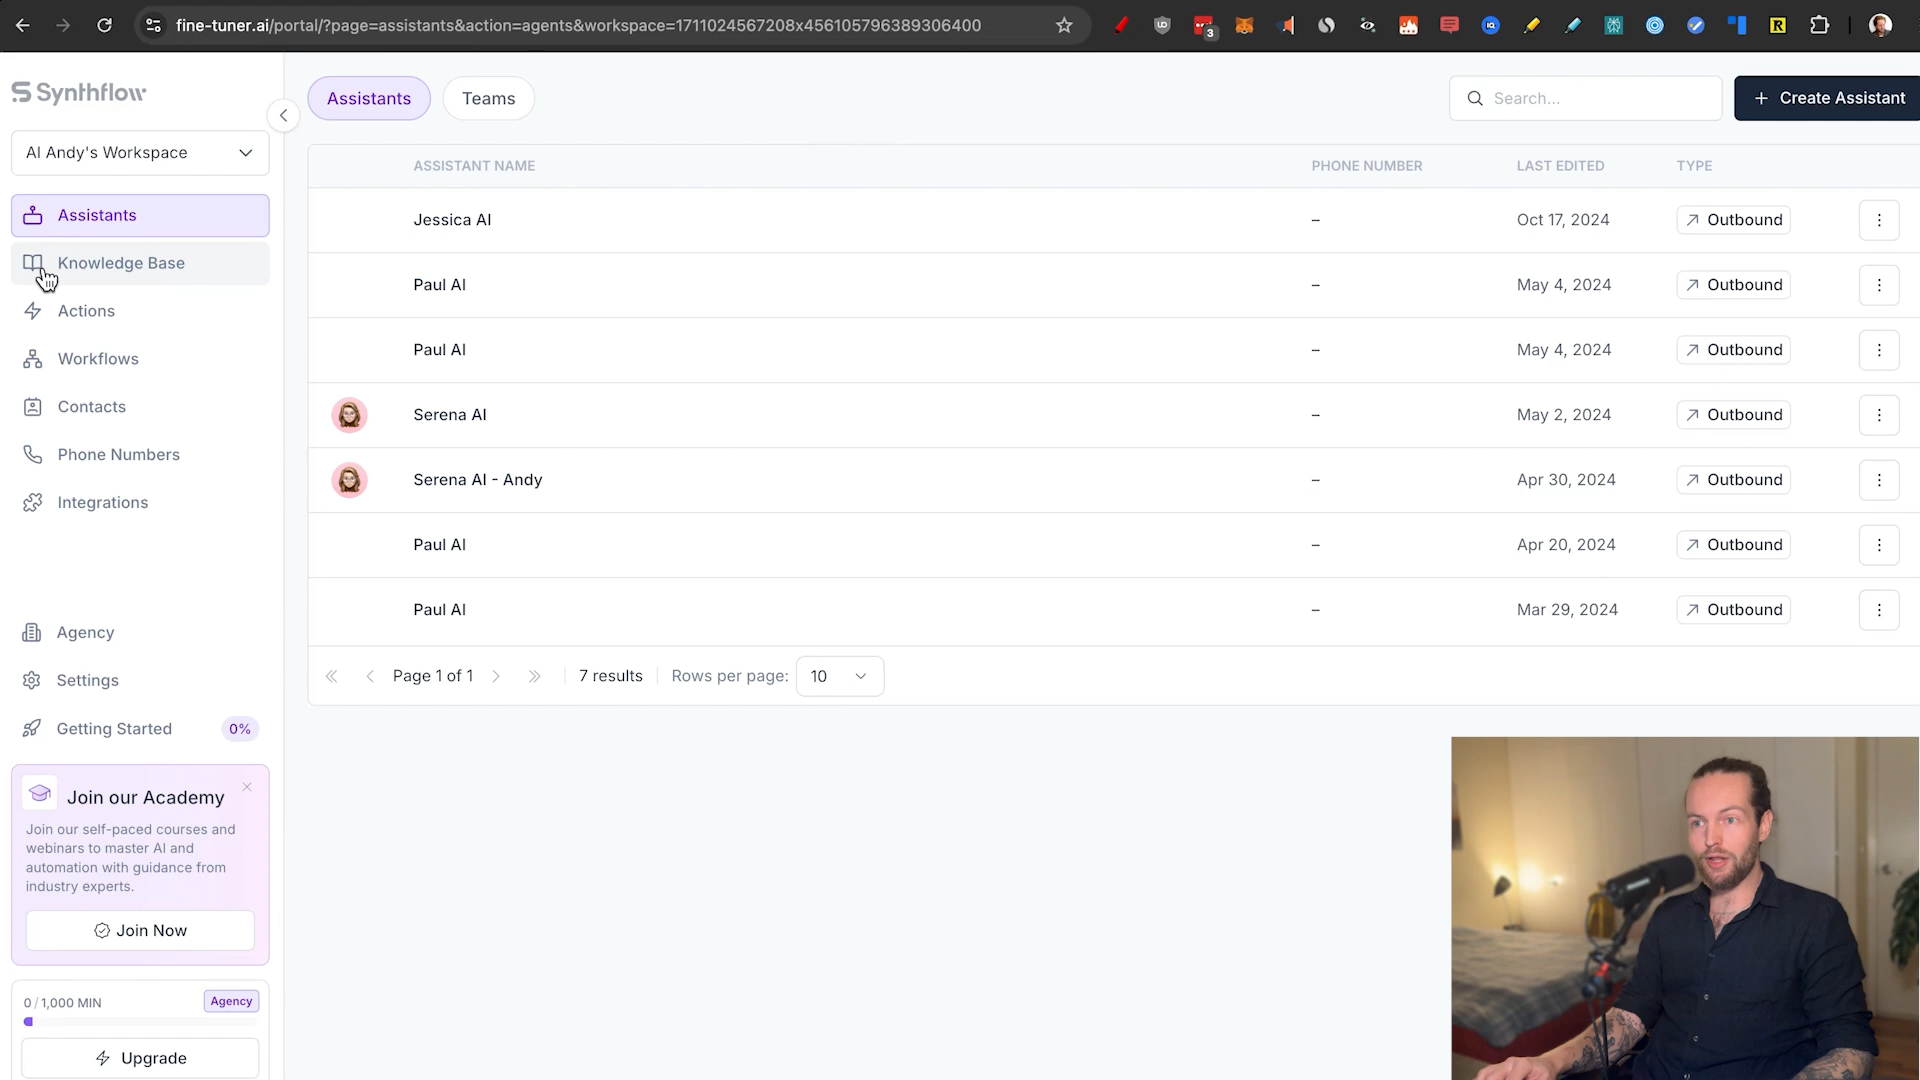 fine-tuner.ai/portal/?page=assistants&action=agents&workspace=1711024567208x456105796389306400
3
Synthflow
AI Andy's Workspace
Assistants
Knowledge Base
Actions
Workflows
Contacts
Phone Numbers
Integrations
Agency
Settings
Getting Started 0%
Join our Academy
Join our self-paced courses and
webinars to master AI and
automation with guidance from
industry experts.
Join Now
0 / 1,000 MIN Agency
Upgrade
Assistants Teams
Search...
+ Create Assistant
ASSISTANT NAME PHONE NUMBER LAST EDITED TYPE
Jessica AI – Oct 17, 2024 Outbound
Paul AI – May 4, 2024 Outbound
Paul AI – May 4, 2024 Outbound
Serena AI – May 2, 2024 Outbound
Serena AI - Andy – Apr 30, 2024 Outbound
Paul AI – Apr 20, 2024 Outbound
Paul AI – Mar 29, 2024 Outbound
Page 1 of 1 7 results Rows per page: 10